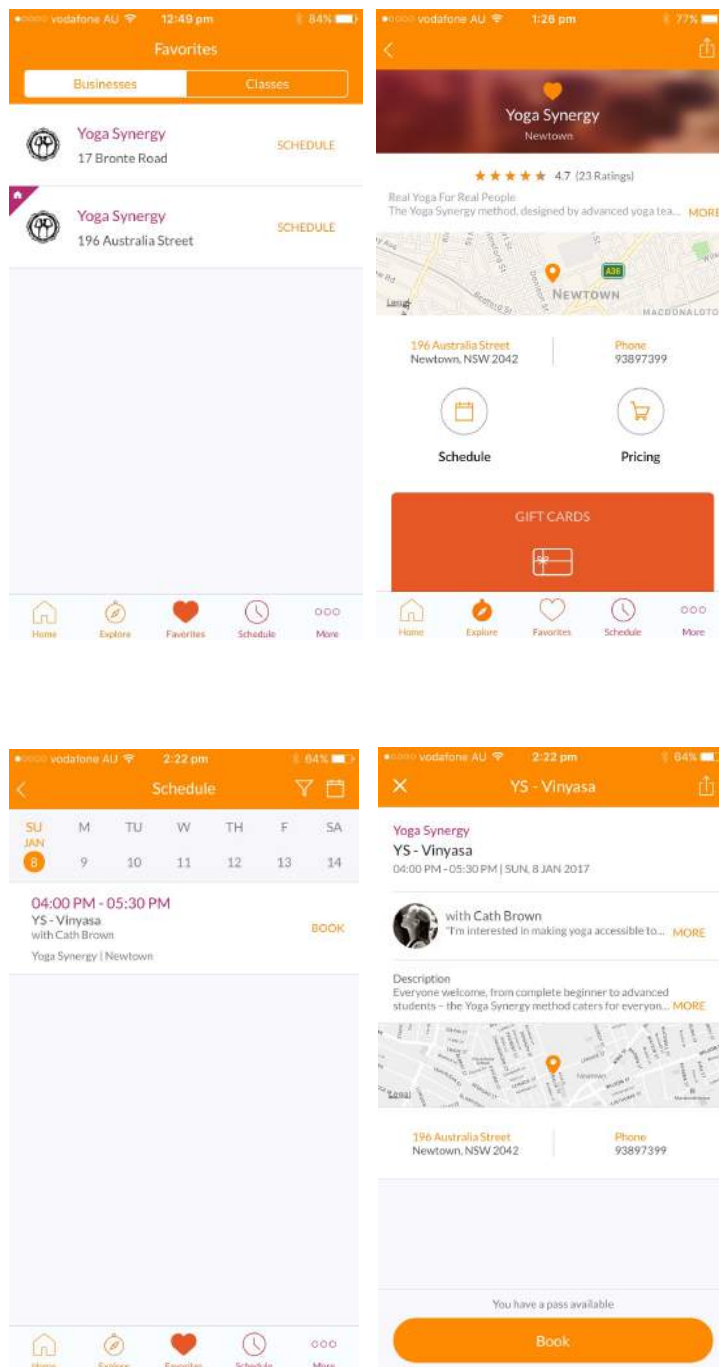 vodafone AU 12:49 pm 84%
Favorites
Businesses Classes
Yoga Synergy
17 Bronte Road
SCHEDULE
Yoga Synergy
196 Australia Street
SCHEDULE
Home Explore Favorites Schedule More
vodafone AU 1:26 pm 77%
Yoga Synergy
Newtown
4.7 (23 Ratings)
Real Yoga For Real People
The Yoga Synergy method, designed by advanced yoga tea... MORE
A36
NEWTOWN
MACDONALDTO
Legal
196 Australia Street
Newtown, NSW 2042
Phone
93897399
Schedule Pricing
GIFT CARDS
Home Explore Favorites Schedule More
vodafone AU 2:22 pm 64%
Schedule
SU M TU W TH F SA
JAN
8 9 10 11 12 13 14
04:00 PM - 05:30 PM
YS - Vinyasa
with Cath Brown
BOOK
Yoga Synergy | Newtown
Home Explore Favorites Schedule More
vodafone AU 2:22 pm 64%
YS - Vinyasa
Yoga Synergy
YS - Vinyasa
04:00 PM - 05:30 PM | SUN, 8 JAN 2017
with Cath Brown
"I'm interested in making yoga accessible to... MORE
Description
Everyone welcome, from complete beginner to advanced
students – the Yoga Synergy method caters for everyon... MORE
Newtown
Legal
196 Australia Street
Newtown, NSW 2042
Phone
93897399
You have a pass available
Book